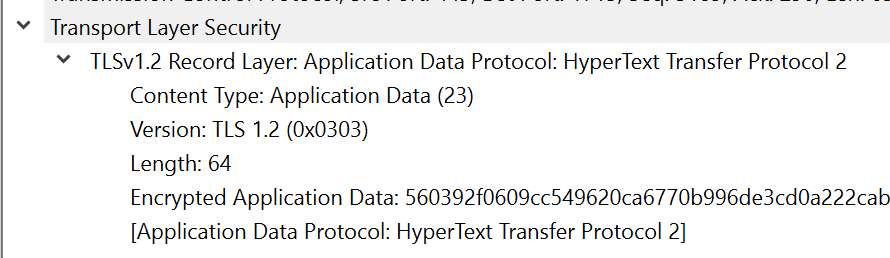 Transport Layer Security
TLSv1.2 Record Layer: Application Data Protocol: HyperText Transfer Protocol 2
Content Type: Application Data (23)
Version: TLS 1.2 (0x0303)
Length: 64
Encrypted Application Data: 560392f0609cc549620ca6770b996de3cd0a222cab
[Application Data Protocol: HyperText Transfer Protocol 2]